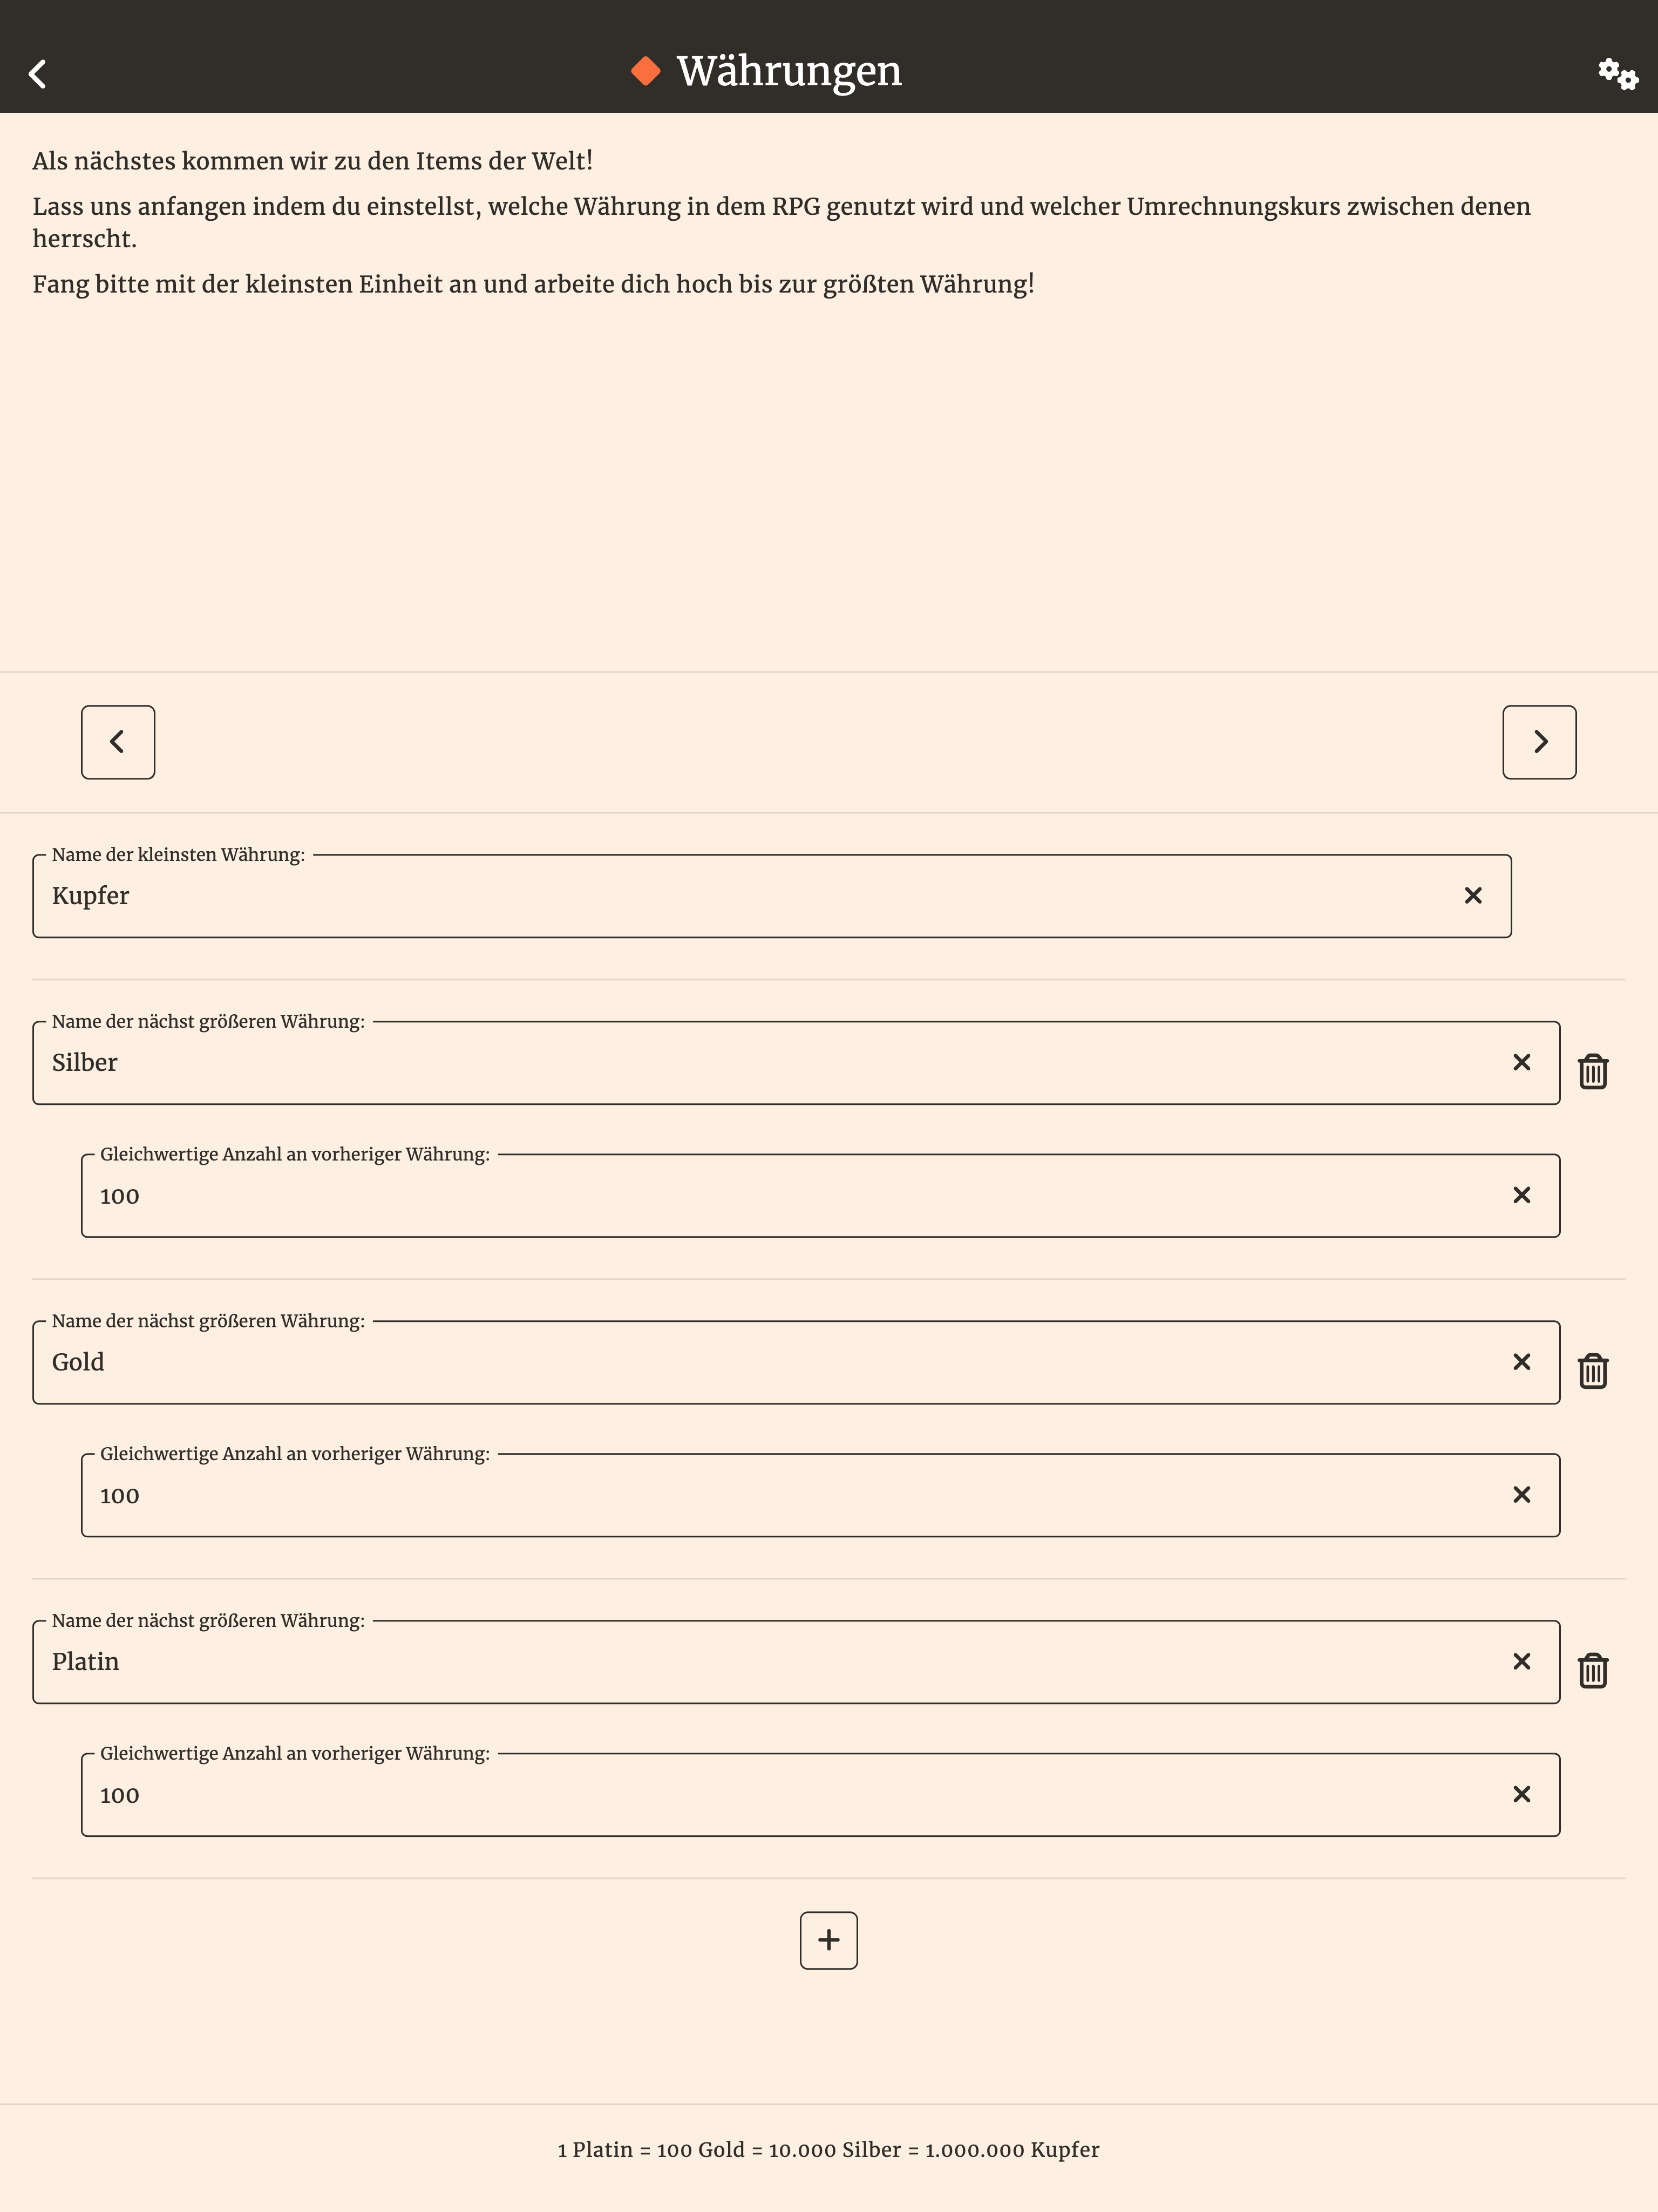 Währungen
Als nächstes kommen wir zu den Items der Welt!
Lass uns anfangen indem du einstellst, welche Währung in dem RPG genutzt wird und welcher Umrechnungskurs zwischen denen
herrscht.
Fang bitte mit der kleinsten Einheit an und arbeite dich hoch bis zur größten Währung!
Name der kleinsten Währung:
Kupfer
Name der nächst größeren Währung:
Silber
Gleichwertige Anzahl an vorheriger Währung:
100
Name der nächst größeren Währung:
Gold
Gleichwertige Anzahl an vorheriger Währung:
100
Name der nächst größeren Währung:
Platin
Gleichwertige Anzahl an vorheriger Währung:
100
1 Platin = 100 Gold = 10.000 Silber = 1.000.000 Kupfer